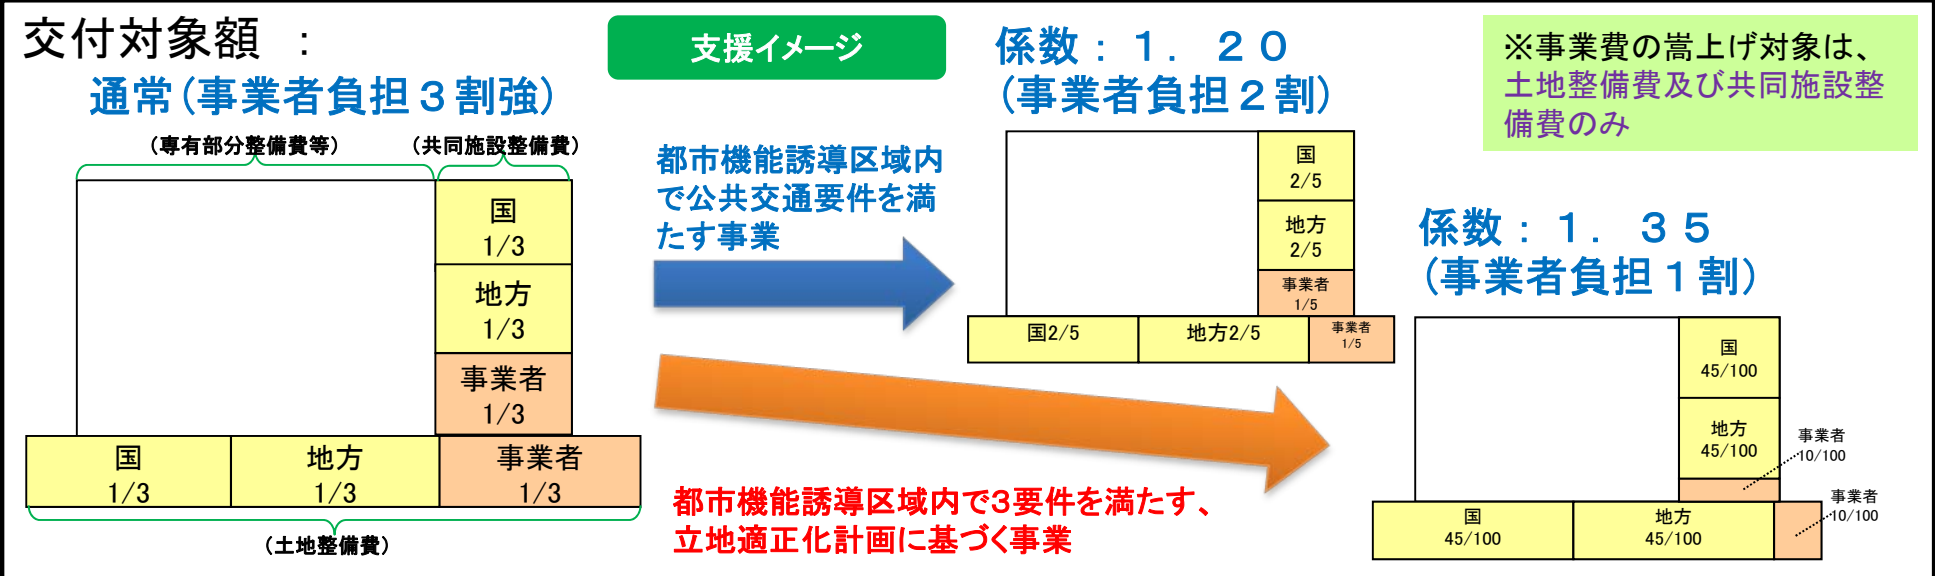 交付対象額 ：
通常(事業者負担３割強)
(専有部分整備費等)
(共同施設整備費)
国
1/3
地方
1/3
事業者
1/3
国
1/3
地方
1/3
事業者
1/3
(土地整備費)
支援イメージ
都市機能誘導区域内
で公共交通要件を満
たす事業
都市機能誘導区域内で3要件を満たす、
立地適正化計画に基づく事業
係数：１．２０
(事業者負担２割)
国
2/5
地方
2/5
事業者
1/5
国2/5
地方2/5
事業者
1/5
※事業費の嵩上げ対象は、
土地整備費及び共同施設整
備費のみ
係数：１．３５
(事業者負担１割)
国
45/100
地方
45/100
事業者
10/100
国
45/100
地方
45/100
事業者
10/100